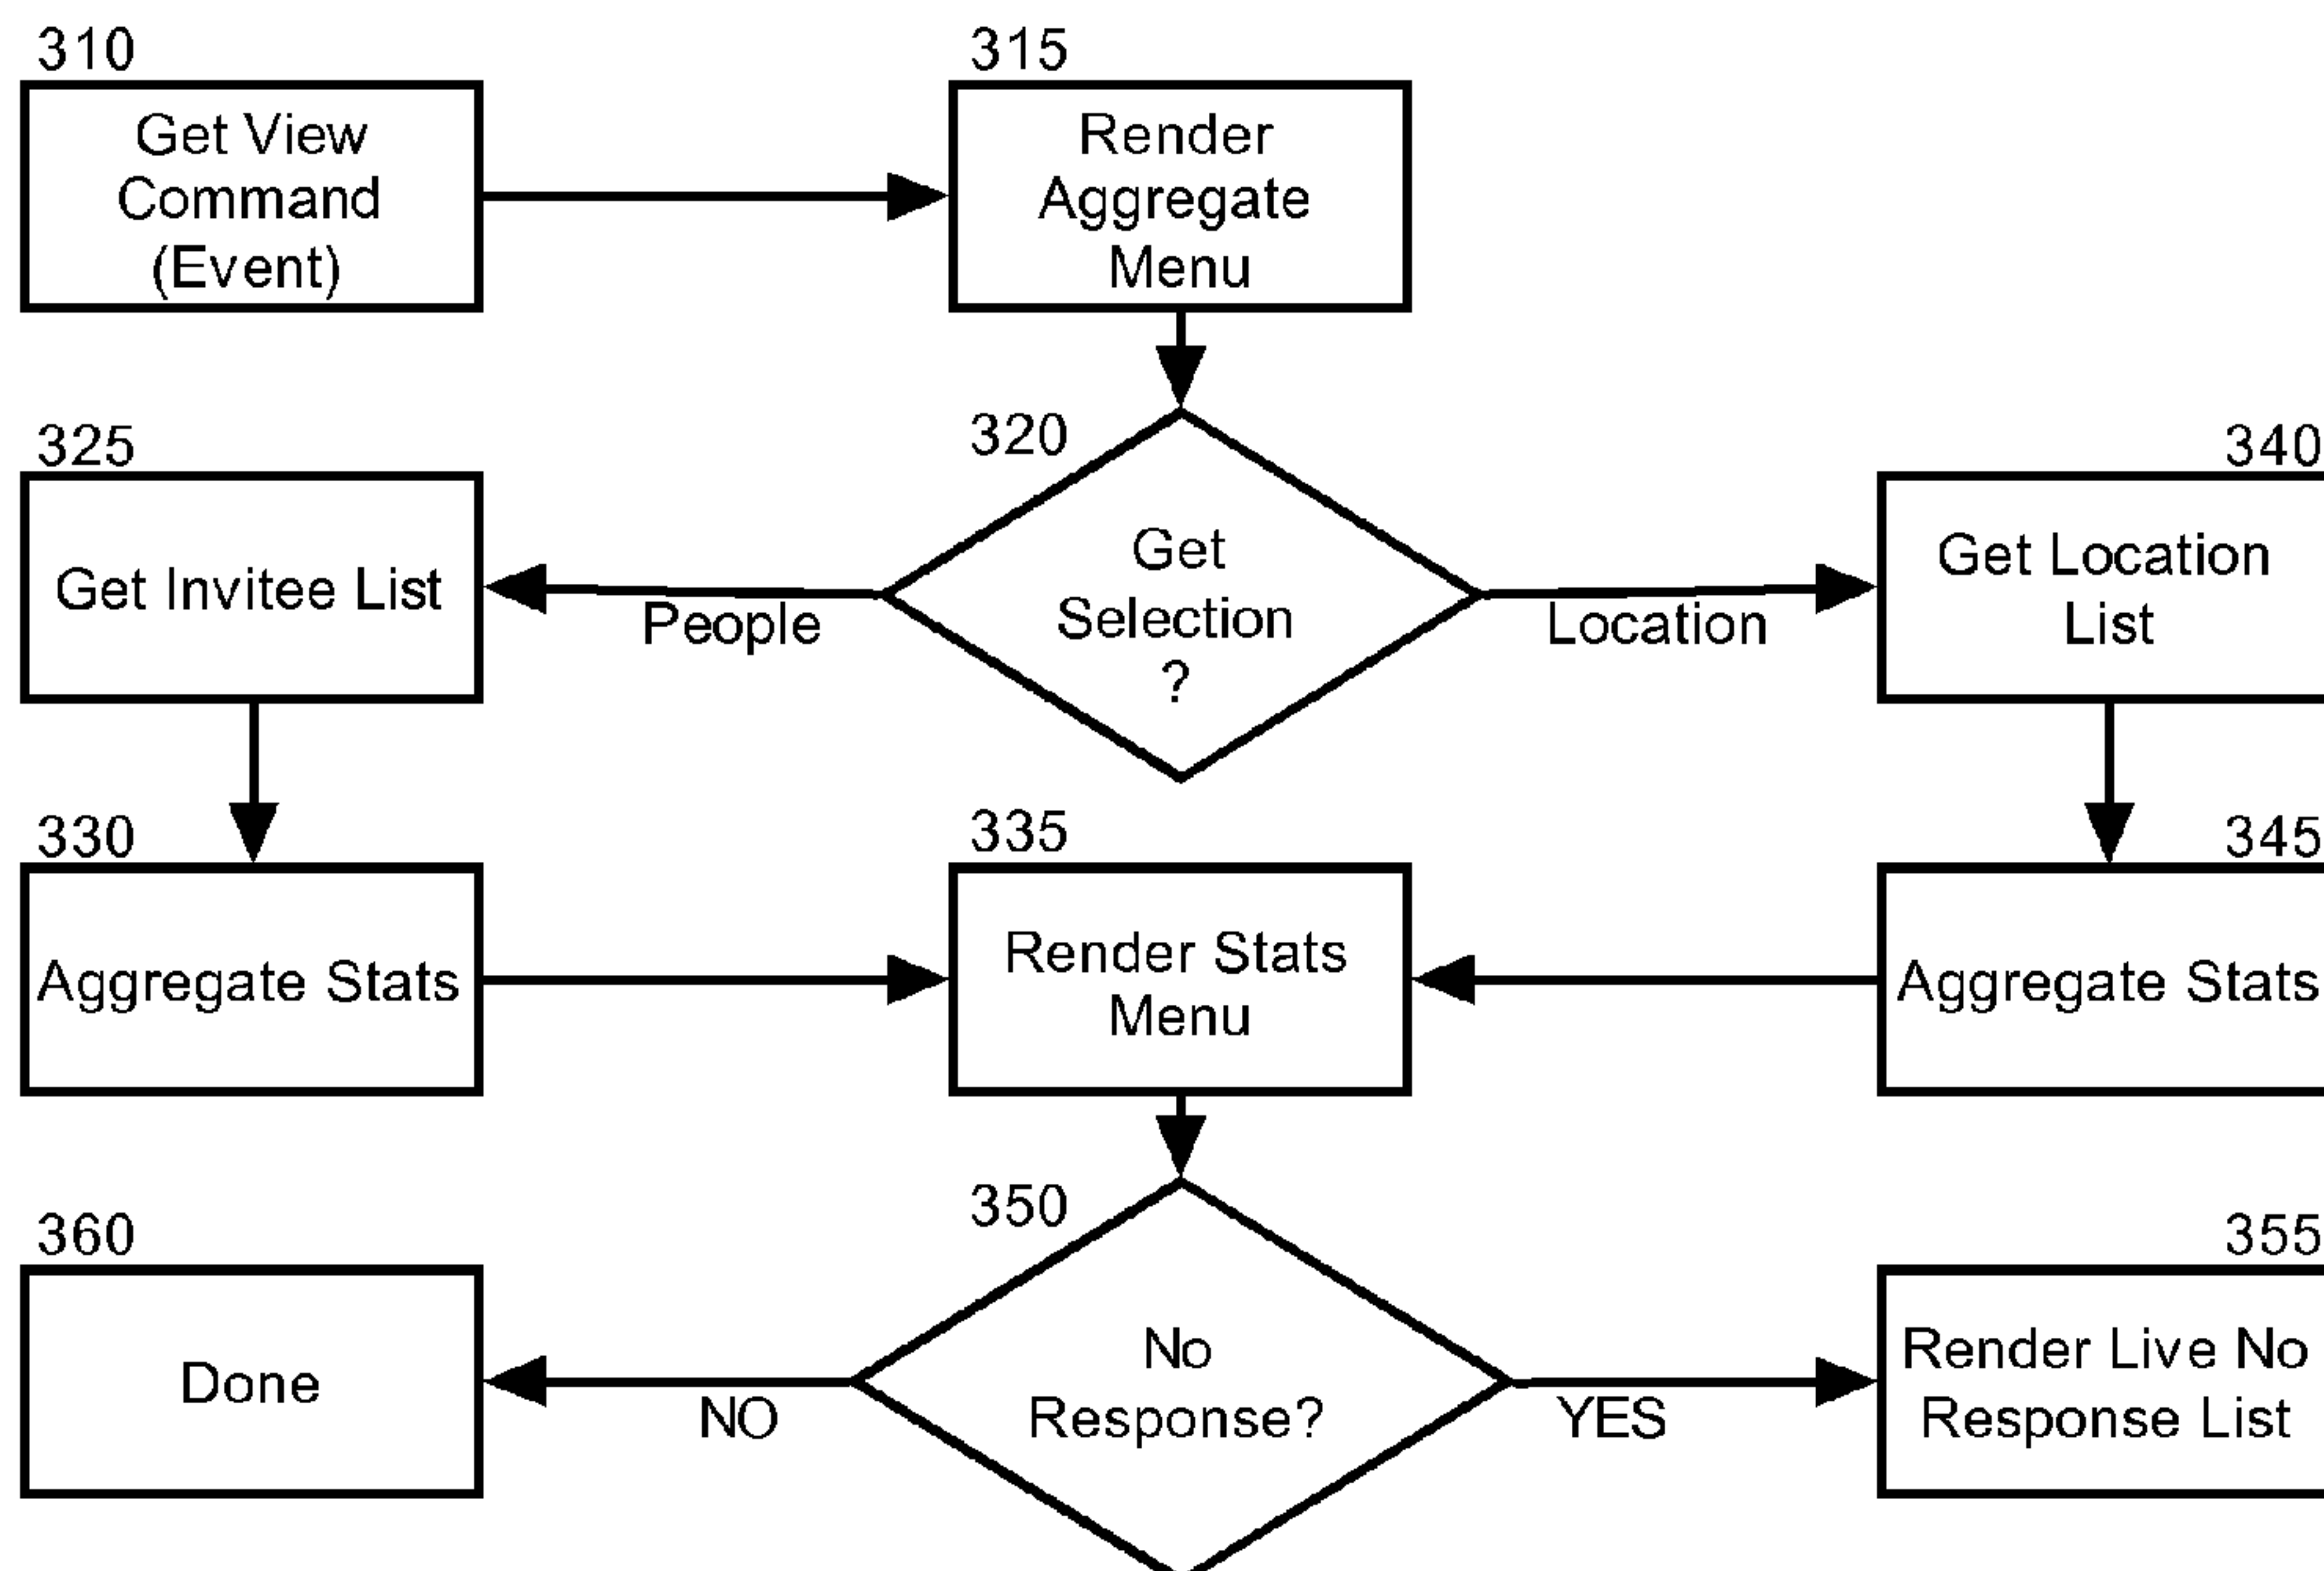 310
Get View
Command
(Event)
315
Render
Aggregate
Menu
320
Get
Selection
?
People
Location
325
Get Invitee List
340
Get Location
List
330
Aggregate Stats
335
Render Stats
Menu
345
Aggregate Stats
350
No
Response?
NO
YES
360
Done
355
Render Live No
Response List